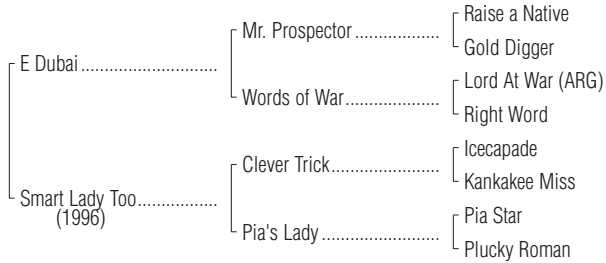 Raise a Native
Mr. Prospector ..................
Gold Digger
E Dubai .............................
Lord At War (ARG)
Words of War....................
Right Word
Icecapade
Clever Trick.......................
Kankakee Miss
Smart Lady Too.................
(1996)
Pia Star
Pia's Lady .........................
Plucky Roman